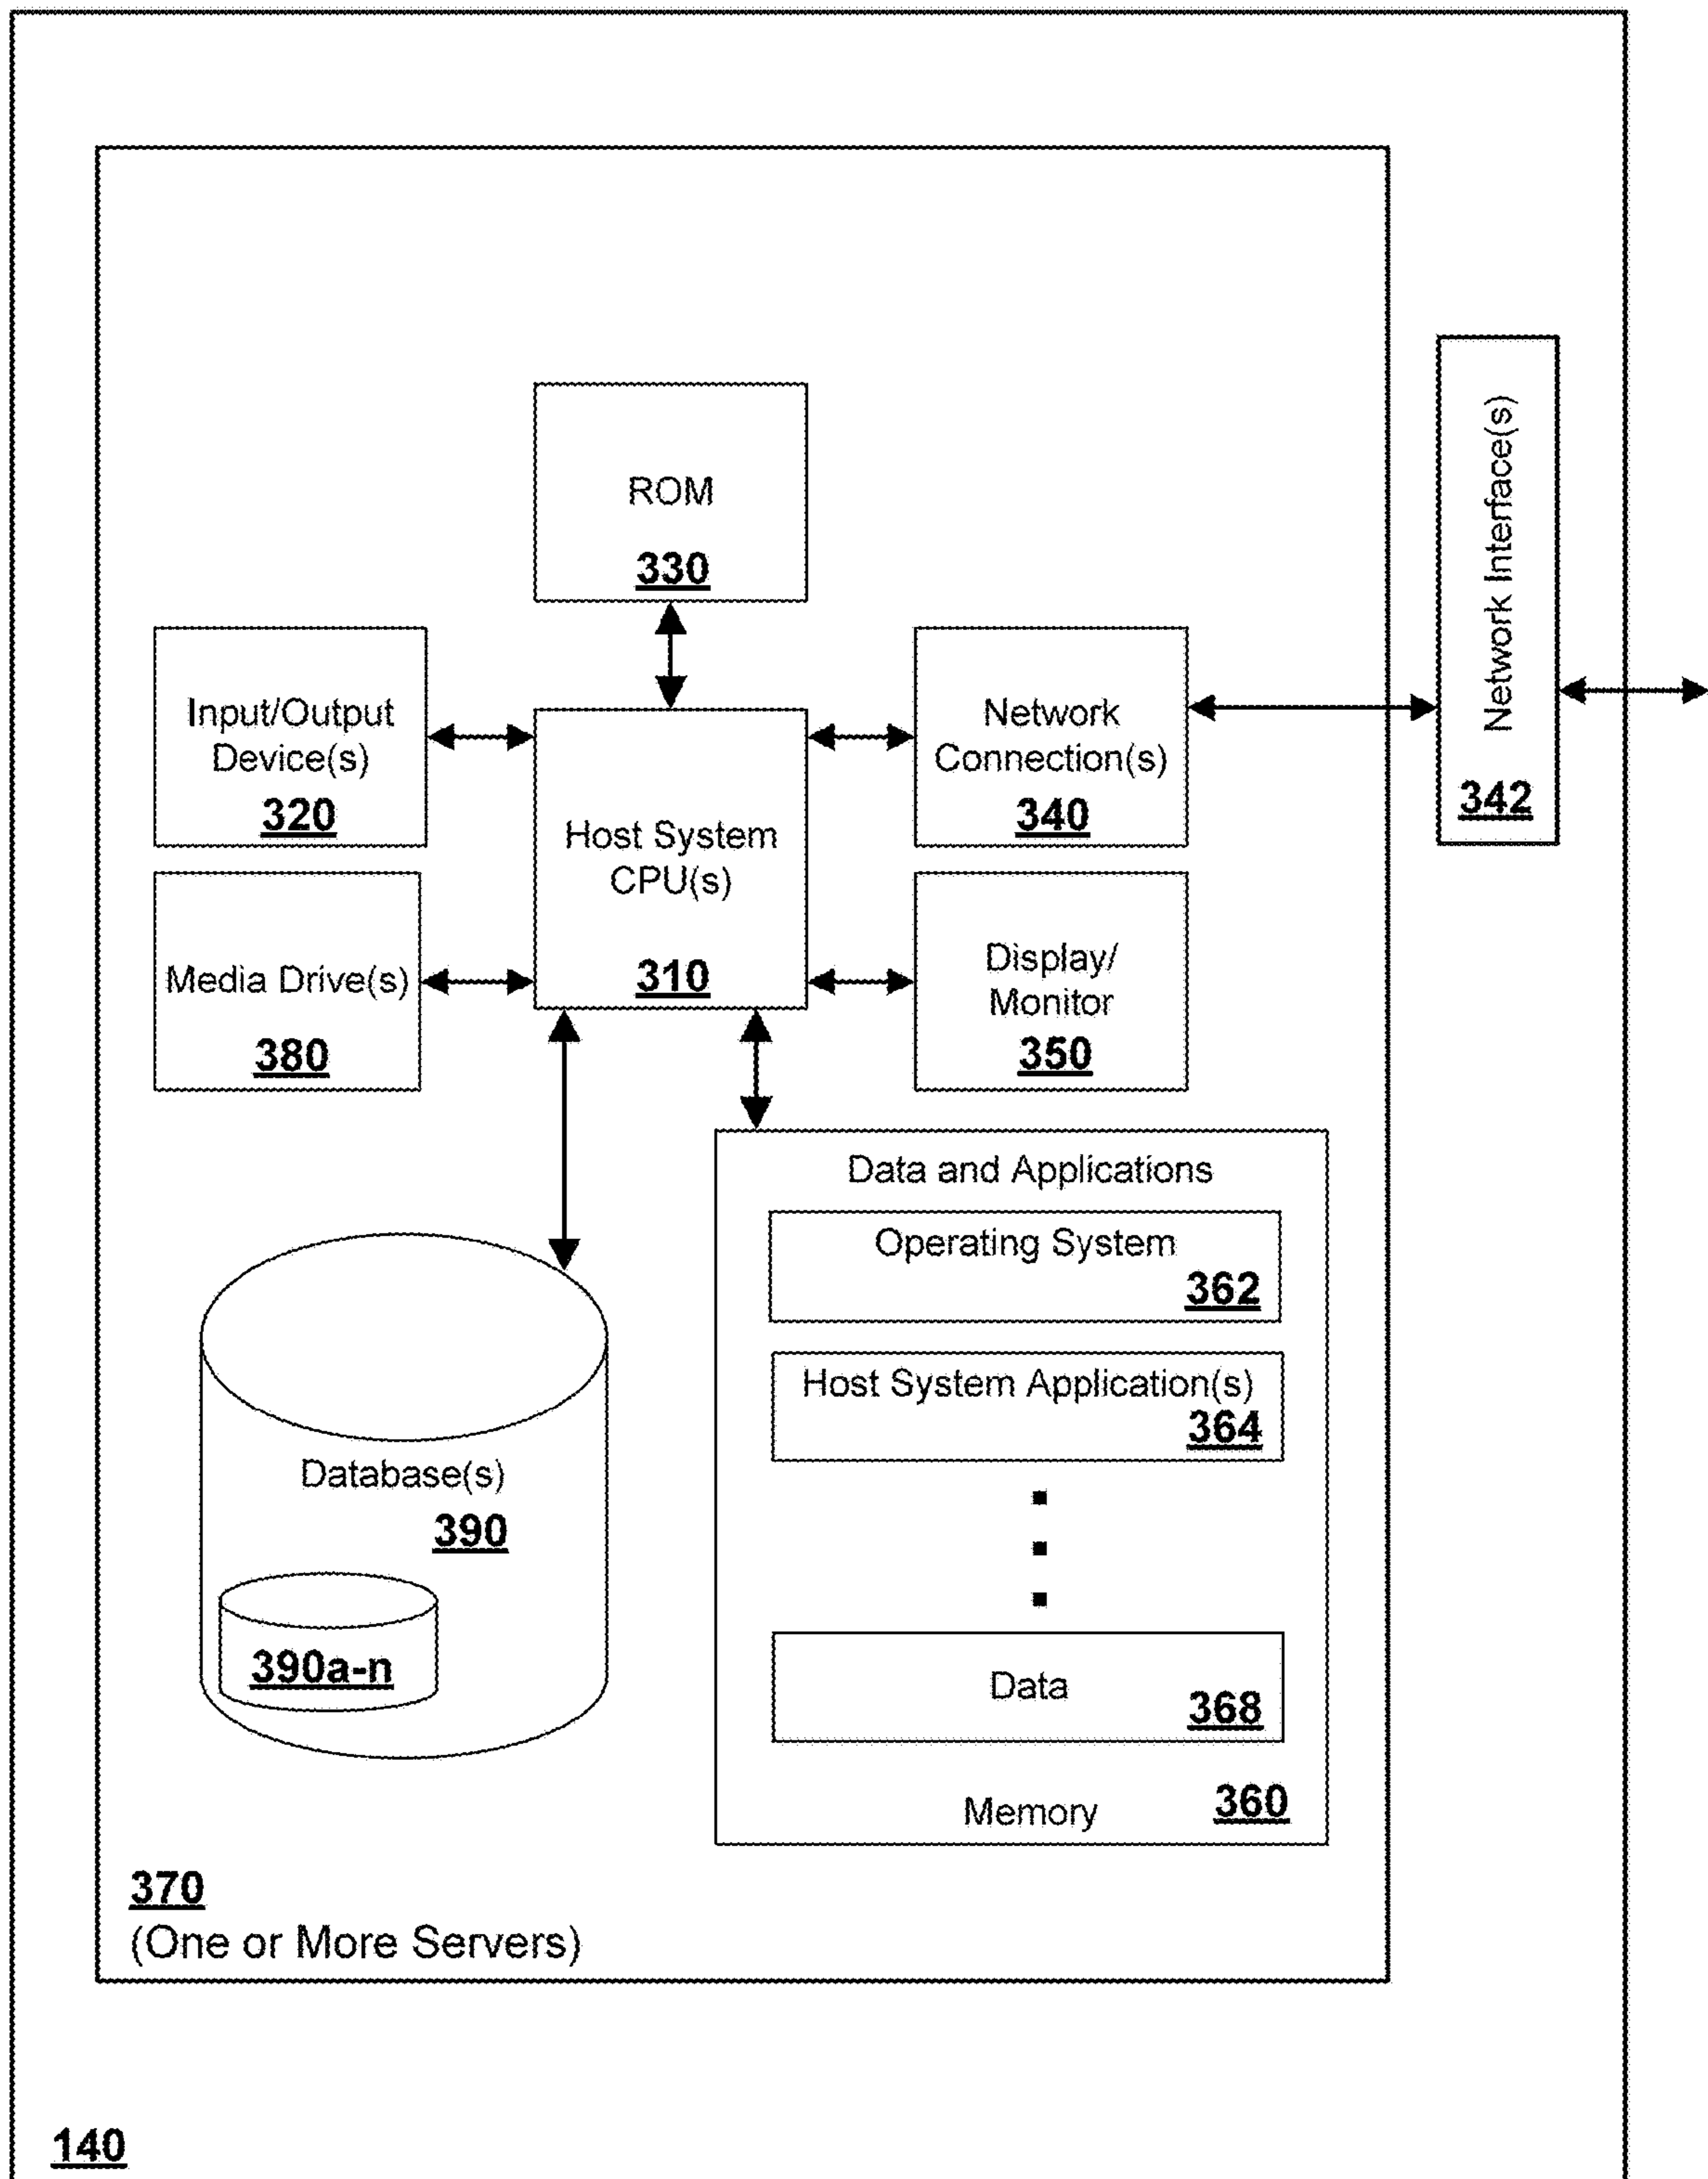 ROM
330
Network Interface(s)
342
Input/Output
Device(s)
320
Host System
CPU(s)
310
Network
Connection(s)
340
Media Drive(s)
380
Display/
Monitor
350
Data and Applications
Operating System
362
Host System Application(s)
364
Data
368
Memory
360
Database(s)
390
390a-n
370
(One or More Servers)
140